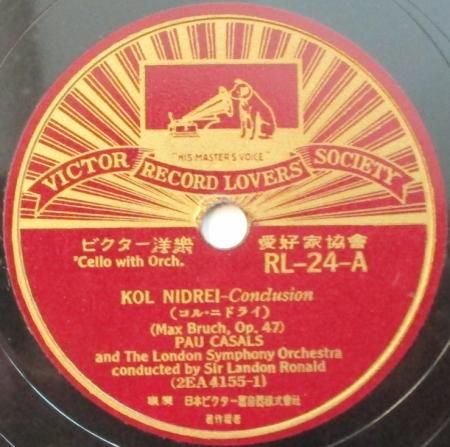 "HIS MASTER'S VOICE"
VICTOR RECORD LOVERS SOCIETY
ビクター洋樂 愛好家協會
"Cello with Orch. RL-24-A
KOL NIDREI-Conclusion
(コル・ニドライ)
(Max Bruch, Op. 47)
PAU CASALS
and The London Symphony Orchestra
conducted by Sir Landon Ronald
(2EA4155-1)
日本ビクター蓄音器株式會社